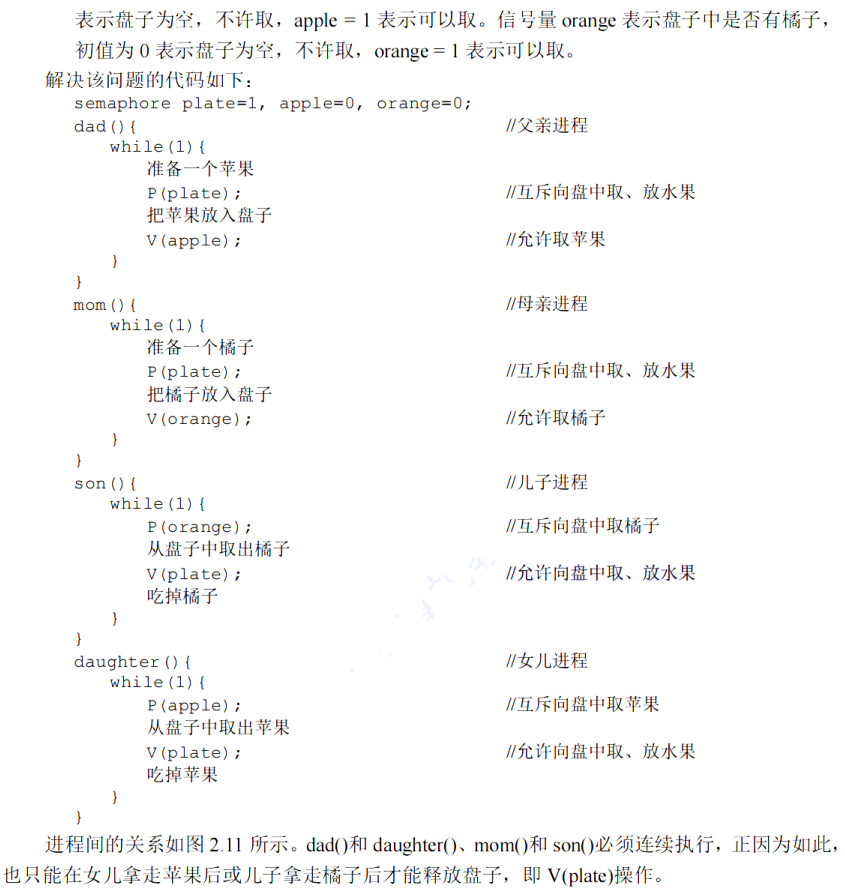 表示盘子为空，不许取，apple = 1 表示可以取。信号量 orange 表示盘子中是否有橘子，
初值为 0 表示盘子为空，不许取，orange = 1 表示可以取。
解决该问题的代码如下：
semaphore plate=1, apple=0, orange=0;
dad(){ //父亲进程
while(1){
准备一个苹果
P(plate); //互斥向盘中取、放水果
把苹果放入盘子
V(apple); //允许取苹果
}
}
mom(){ //母亲进程
while(1){
准备一个橘子
P(plate); //互斥向盘中取、放水果
把橘子放入盘子
V(orange); //允许取橘子
}
}
son(){ //儿子进程
while(1){
P(orange); //互斥向盘中取橘子
从盘子中取出橘子
V(plate); //允许向盘中取、放水果
吃掉橘子
}
}
daughter(){ //女儿进程
while(1){
P(apple); //互斥向盘中取苹果
从盘子中取出苹果
V(plate); //允许向盘中取、放水果
吃掉苹果
}
}
进程间的关系如图 2.11 所示。dad()和 daughter()、mom()和 son()必须连续执行，正因为如此，
也只能在女儿拿走苹果后或儿子拿走橘子后才能释放盘子，即 V(plate)操作。